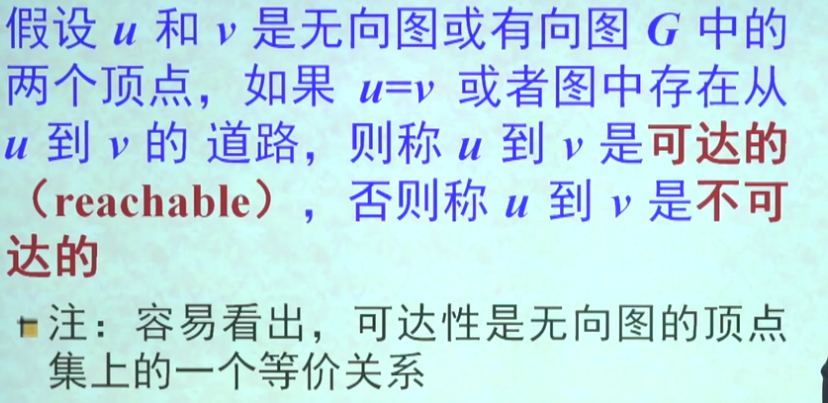 假设 u 和 v 是无向图或有向图 G 中的
两个顶点，如果 u=v 或者图中存在从
u 到 v 的 道路，则称 u 到 v 是可达的
（reachable），否则称 u 到 v 是不可
达的
注：容易看出，可达性是无向图的顶点
集上的一个等价关系